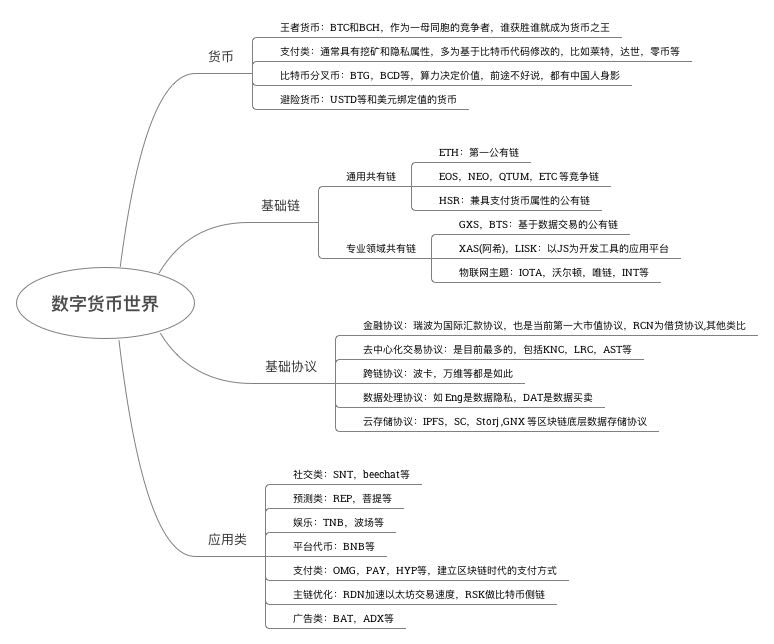 数字货币世界
货币
王者货币：BTC和BCH，作为一母同胞的竞争者，谁获胜谁就成为货币之王
支付类：通常具有挖矿和隐私属性，多为基于比特币代码修改的，比如莱特，达世，零币等
比特币分叉币：BTG，BCD等，算力决定价值，前途不好说，都有中国人身影
避险货币：USTD等和美元绑定值的货币
基础链
通用共有链
ETH：第一公有链
EOS，NEO，QTUM，ETC 等竞争链
HSR：兼具支付货币属性的公有链
专业领域共有链
GXS，BTS：基于数据交易的公有链
XAS(阿希)，LISK：以JS为开发工具的应用平台
物联网主题：IOTA，沃尔顿，唯链，INT等
基础协议
金融协议：瑞波为国际汇款协议，也是当前第一大市值协议，RCN为借贷协议,其他类比
去中心化交易协议：是目前最多的，包括KNC，LRC，AST等
跨链协议：波卡，万维等都是如此
数据处理协议：如 Eng是数据隐私，DAT是数据买卖
云存储协议：IPFS，SC，Storj ,GNX 等区块链底层数据存储协议
应用类
社交类：SNT，beechat等
预测类：REP，菩提等
娱乐：TNB，波场等
平台代币：BNB等
支付类：OMG，PAY，HYP等，建立区块链时代的支付方式
主链优化：RDN加速以太坊交易速度，RSK做比特币侧链
广告类：BAT，ADX等